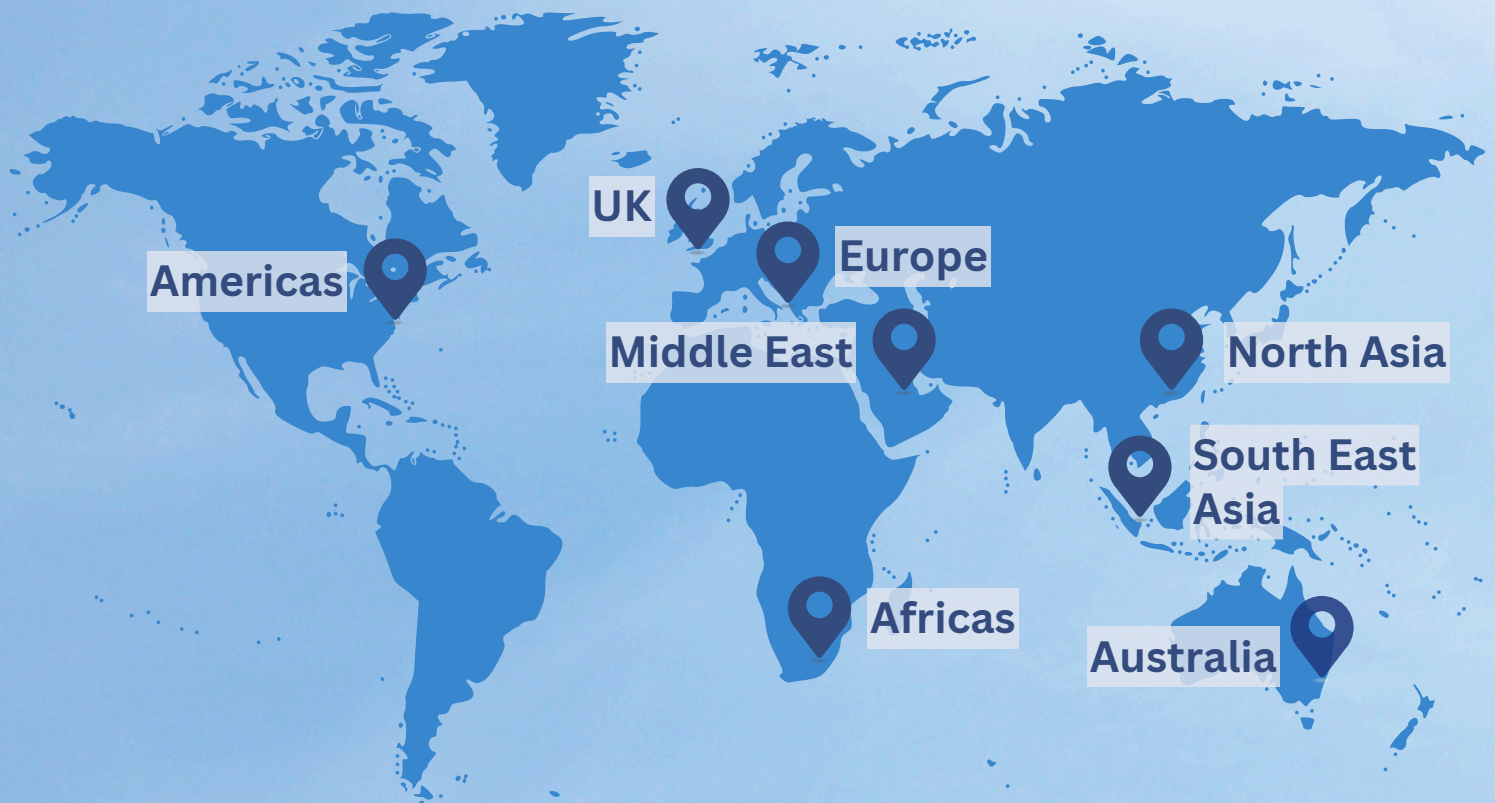 UK
Europe
Americas
Middle East
North Asia
South East
Asia
Africas
Australia